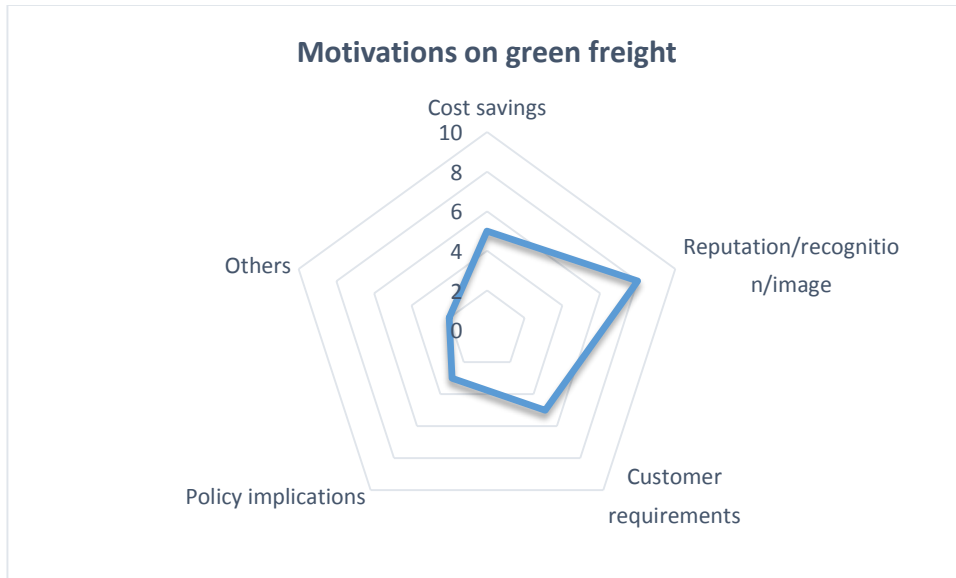 Motivations on green freight
Cost savings
10
8
6
4
2
0
Reputation/recognitio
n/image
Customer
requirements
Policy implications
Others